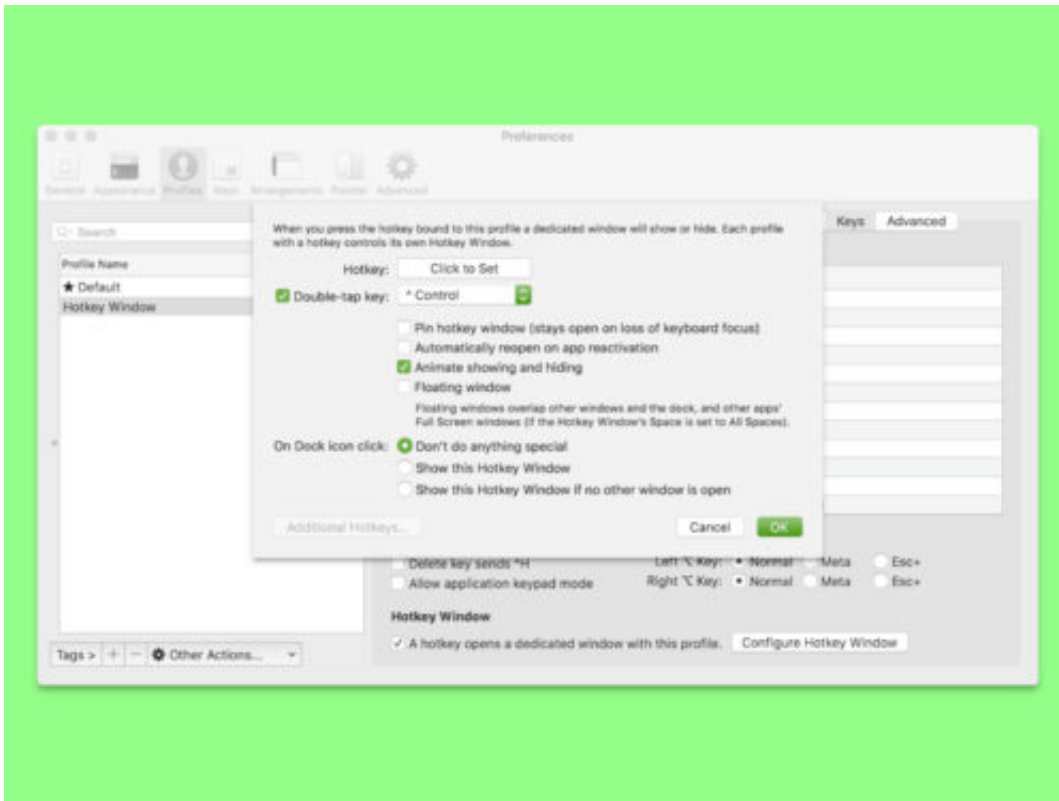 Preferences
General Appearance Profiles Keys Arrangements Pointer Advanced
Search
Keys Advanced
Profile Name
★ Default
Hotkey Window
When you press the hotkey bound to this profile a dedicated window will show or hide. Each profile
with a hotkey controls its own Hotkey Window.
Hotkey: Click to Set
Double-tap key: ^ Control
Pin hotkey window (stays open on loss of keyboard focus)
Automatically reopen on app reactivation
Animate showing and hiding
Floating window
Floating windows overlap other windows and the dock, and other apps'
Full Screen windows (if the Hotkey Window's Space is set to All Spaces).
On Dock icon click: Don't do anything special
Show this Hotkey Window
Show this Hotkey Window if no other window is open
Additional Hotkeys... Cancel OK
Delete key sends ^H Left ⌥ Key: Normal Meta Esc+
Allow application keypad mode Right ⌥ Key: Normal Meta Esc+
Hotkey Window
A hotkey opens a dedicated window with this profile. Configure Hotkey Window
Tags > + − Other Actions...